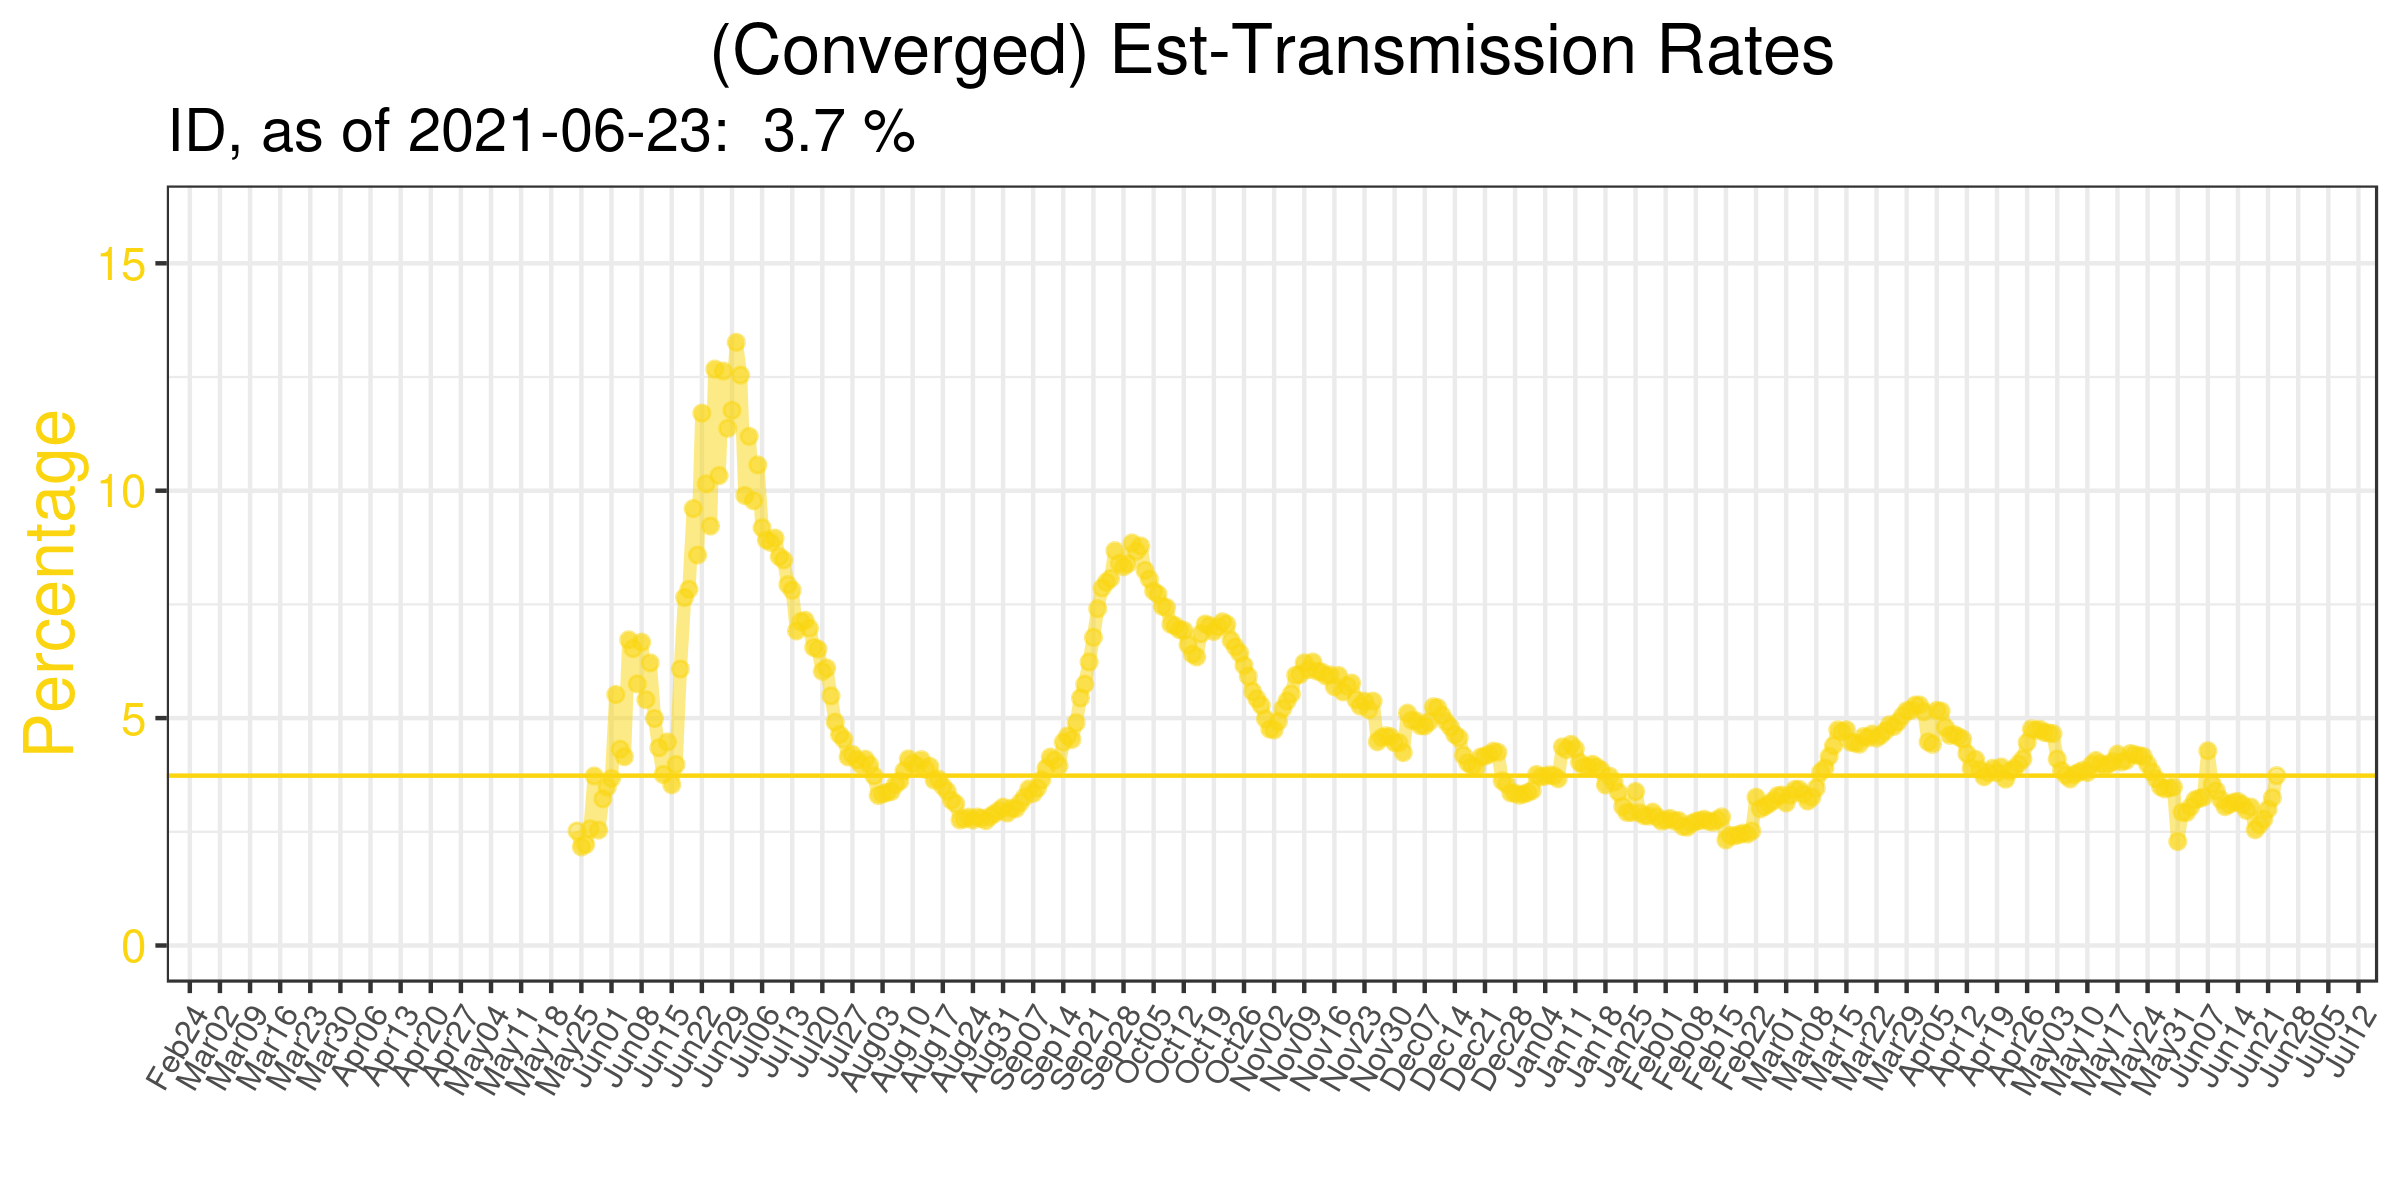 (Converged) Est-Transmission Rates
ID, as of 2021-06-23:  3.7 %
Percentage
15
10
5
0
Feb24
Mar02
Mar09
Mar16
Mar23
Mar30
Apr06
Apr13
Apr20
Apr27
May04
May11
May18
May25
Jun01
Jun08
Jun15
Jun22
Jun29
Jul06
Jul13
Jul20
Jul27
Aug03
Aug10
Aug17
Aug24
Aug31
Sep07
Sep14
Sep21
Sep28
Oct05
Oct12
Oct19
Oct26
Nov02
Nov09
Nov16
Nov23
Nov30
Dec07
Dec14
Dec21
Dec28
Jan04
Jan11
Jan18
Jan25
Feb01
Feb08
Feb15
Feb22
Mar01
Mar08
Mar15
Mar22
Mar29
Apr05
Apr12
Apr19
Apr26
May03
May10
May17
May24
May31
Jun07
Jun14
Jun21
Jun28
Jul05
Jul12